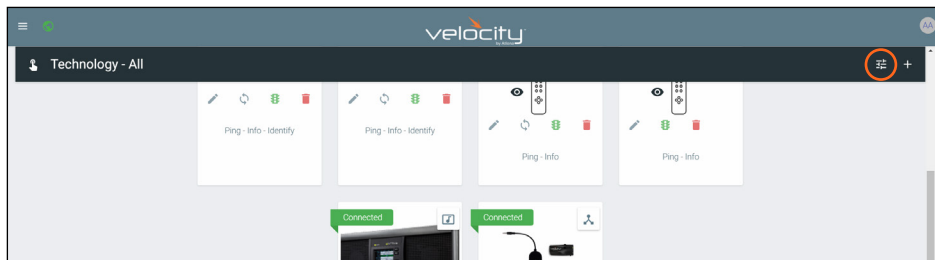 velocity
by Atlona
AA
Technology - All
Ping - Info - Identify
Ping - Info - Identify
Ping - Info
Ping - Info
Connected
Connected